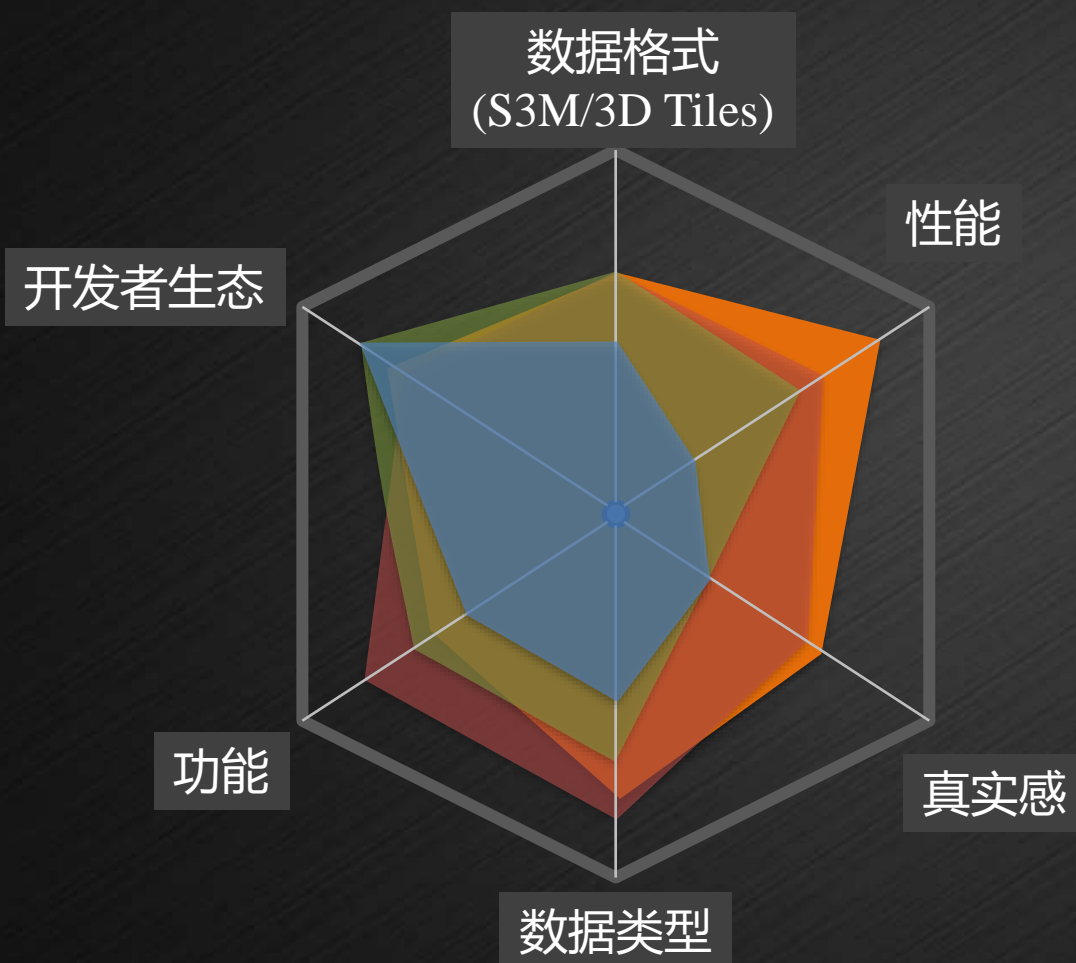 数据格式
(S3M/3D Tiles)
性能
开发者生态
功能
真实感
数据类型